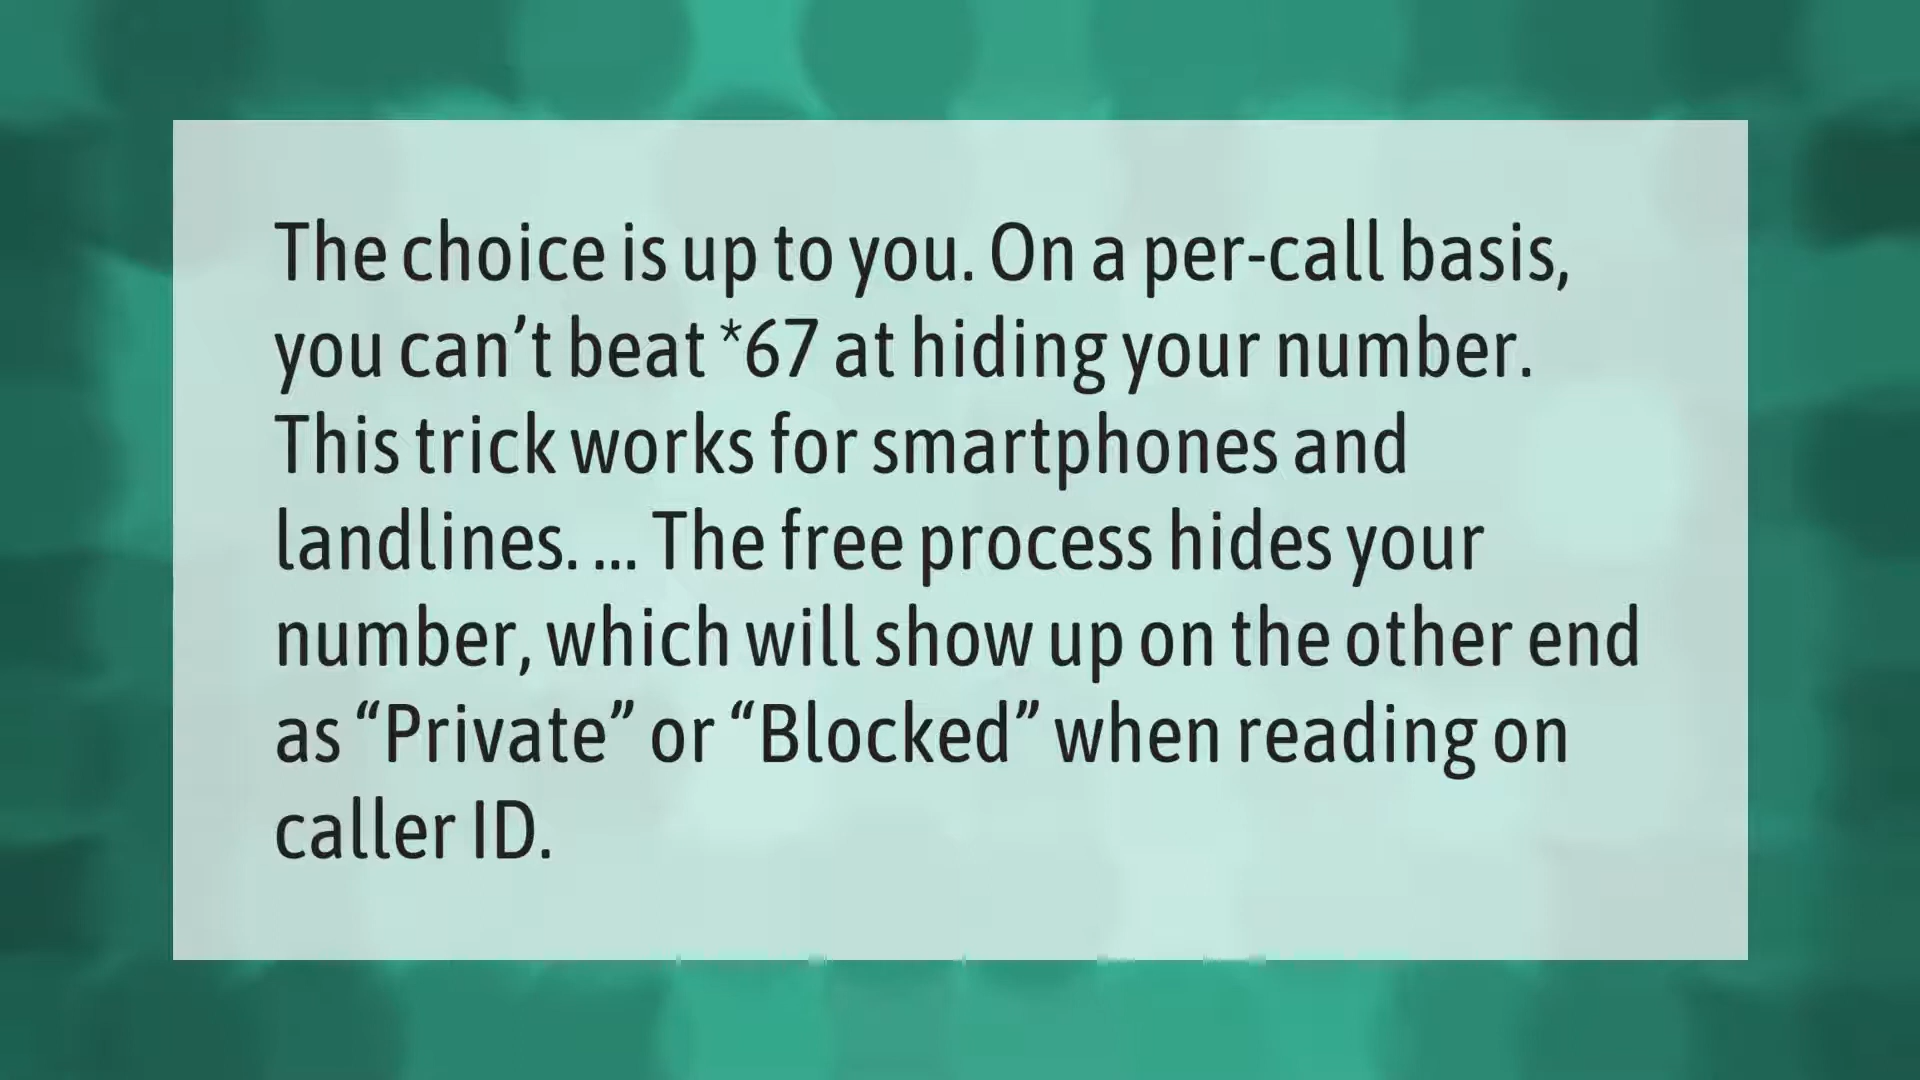 The choice is up to you. On a per-call basis,
you can’t beat *67 at hiding your number.
This trick works for smartphones and
landlines. ... The free process hides your
number, which will show up on the other end
as “Private” or “Blocked” when reading on
caller ID.